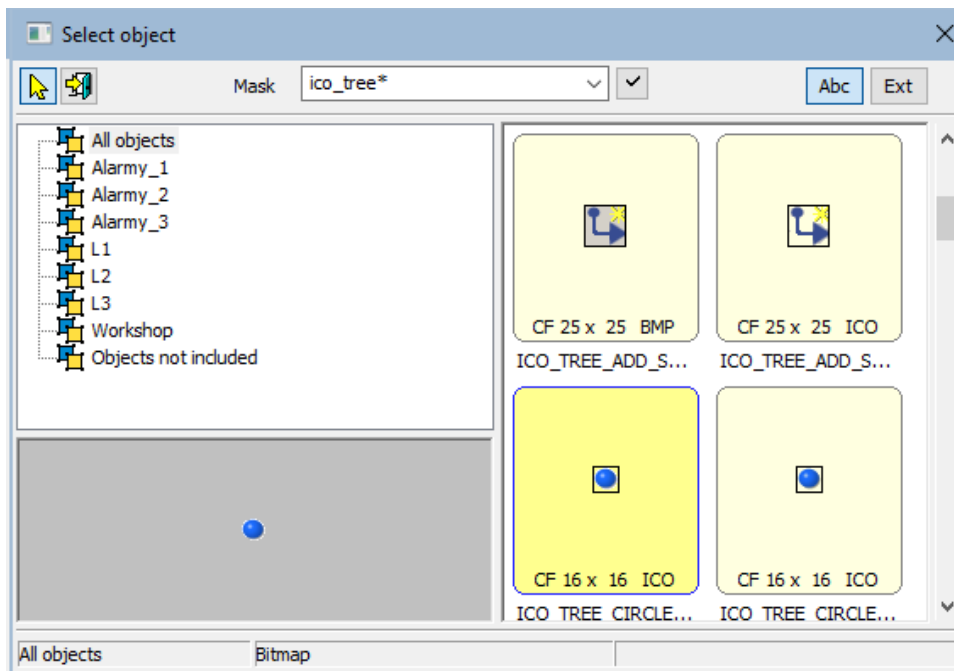 Select object
Mask ico_tree* Abc Ext
All objects
Alarmy_1
Alarmy_2
Alarmy_3
L1
L2
L3
Workshop
Objects not included
CF 25 x 25 BMP
ICO_TREE_ADD_S...
CF 25 x 25 ICO
ICO_TREE_ADD_S...
CF 16 x 16 ICO
ICO_TREE_CIRCLE...
CF 16 x 16 ICO
ICO_TREE_CIRCLE...
All objects Bitmap